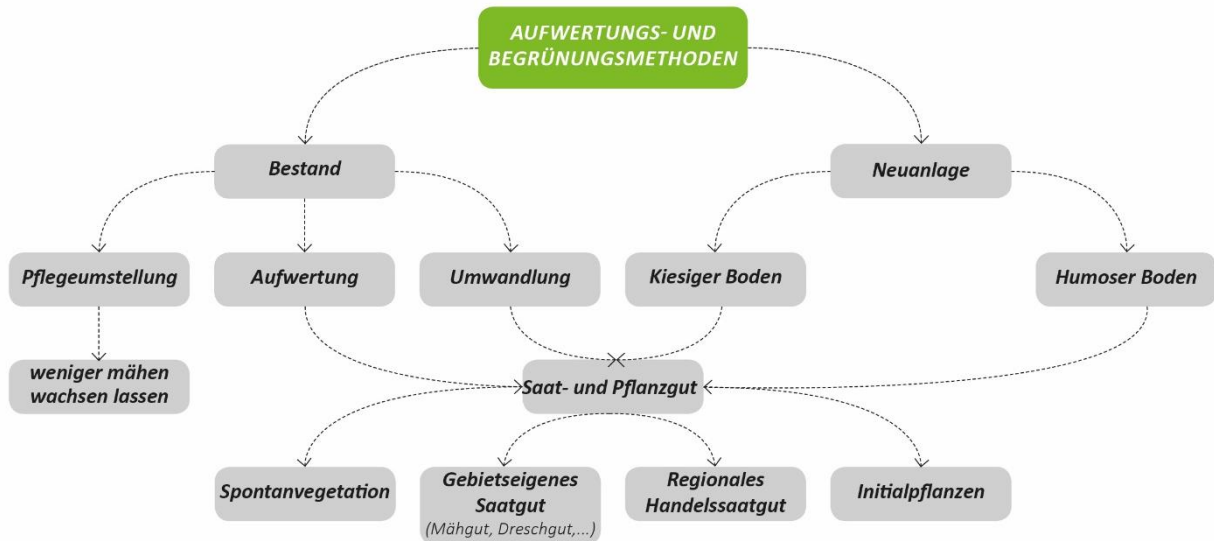 AUFWERTUNGS- UND
BEGRÜNUNGSMETHODEN
Bestand
Neuanlage
Pflegeumstellung
Aufwertung
Umwandlung
Kiesiger Boden
Humoser Boden
weniger mähen
wachsen lassen
Saat- und Pflanzgut
Spontanvegetation
Gebietseigenes
Saatgut
(Mähgut, Dreschgut,...)
Regionales
Handelssaatgut
Initialpflanzen